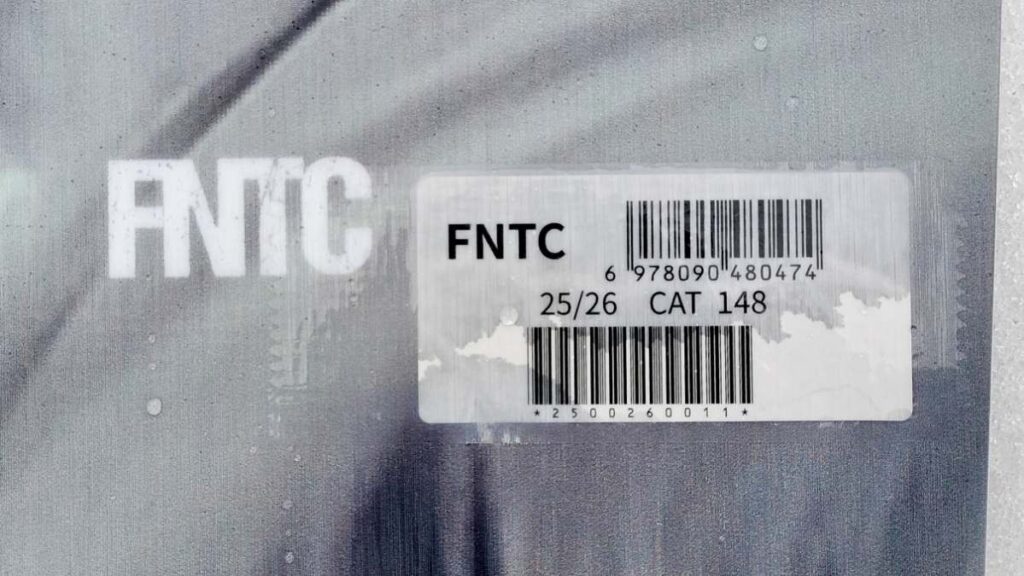 FNTC
FNTC
6 978090 480474
25/26 CAT 148
*2500260011*